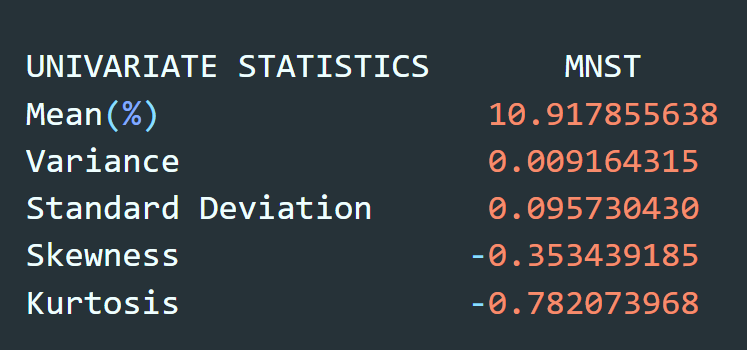 UNIVARIATE STATISTICS MNST
Mean(%) 10.917855638
Variance 0.009164315
Standard Deviation 0.095730430
Skewness -0.353439185
Kurtosis -0.782073968